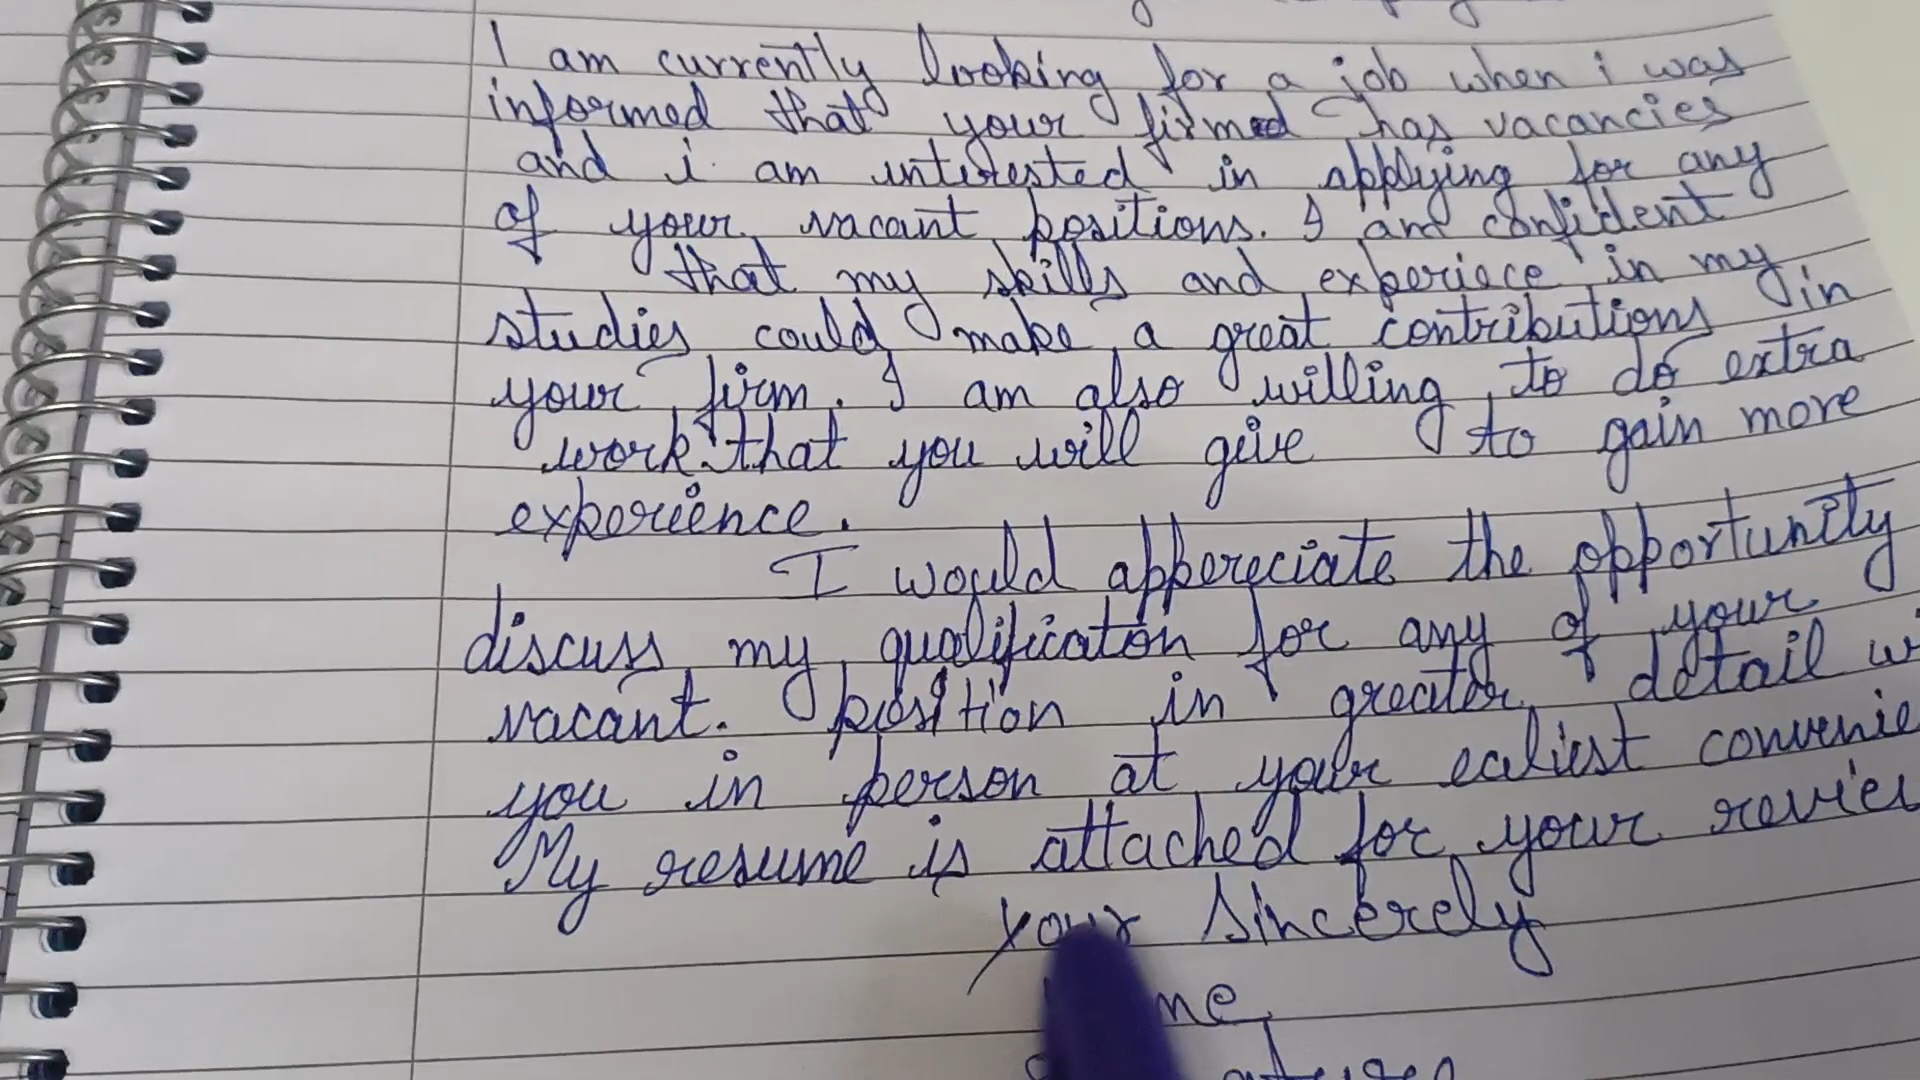 I am currently looking for a job when i was
informed that your firmed has vacancies
and i am interested in applying for any
of your vacant positions. I am confident
that my skills and experiece in my
studies could make a great contributions in
your firm. I am also willing to do extra
work that you will give to gain more
experience.
I would appereciate the opportunity
discuss my qualificaton for any of your
vacant. position in greater detail wi
you in person at your ealiest convenie
My resume is attached for your review
your Sincerely